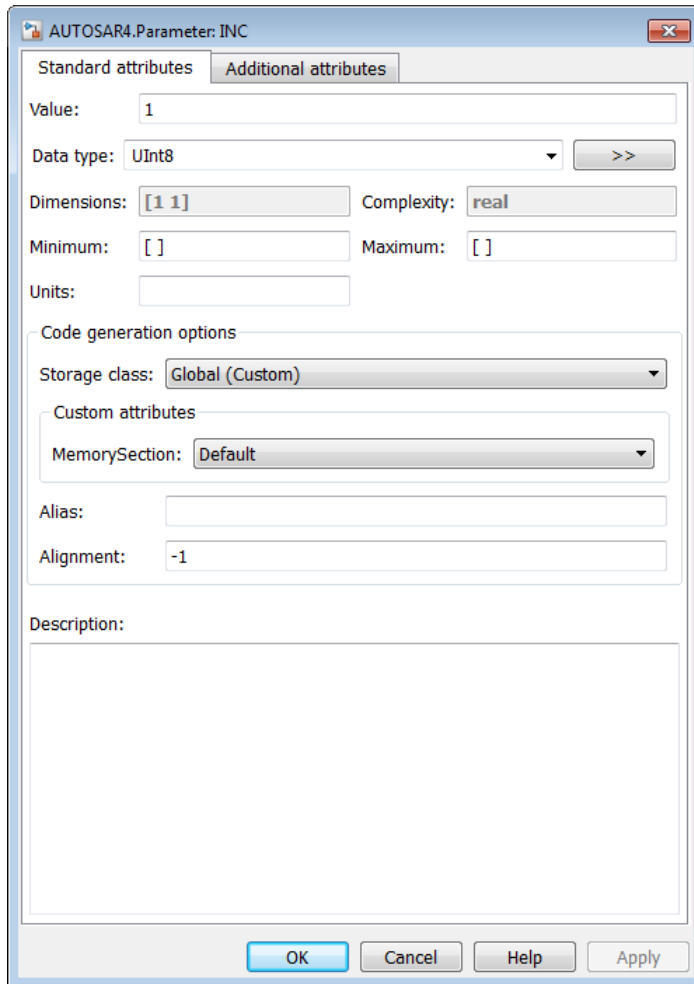 AUTOSAR4.Parameter: INC
Standard attributes Additional attributes
Value: 1
Data type: UInt8 >>
Dimensions: [1 1] Complexity: real
Minimum: [ ] Maximum: [ ]
Units:
Code generation options
Storage class: Global (Custom)
Custom attributes
MemorySection: Default
Alias:
Alignment: -1
Description:
OK Cancel Help Apply